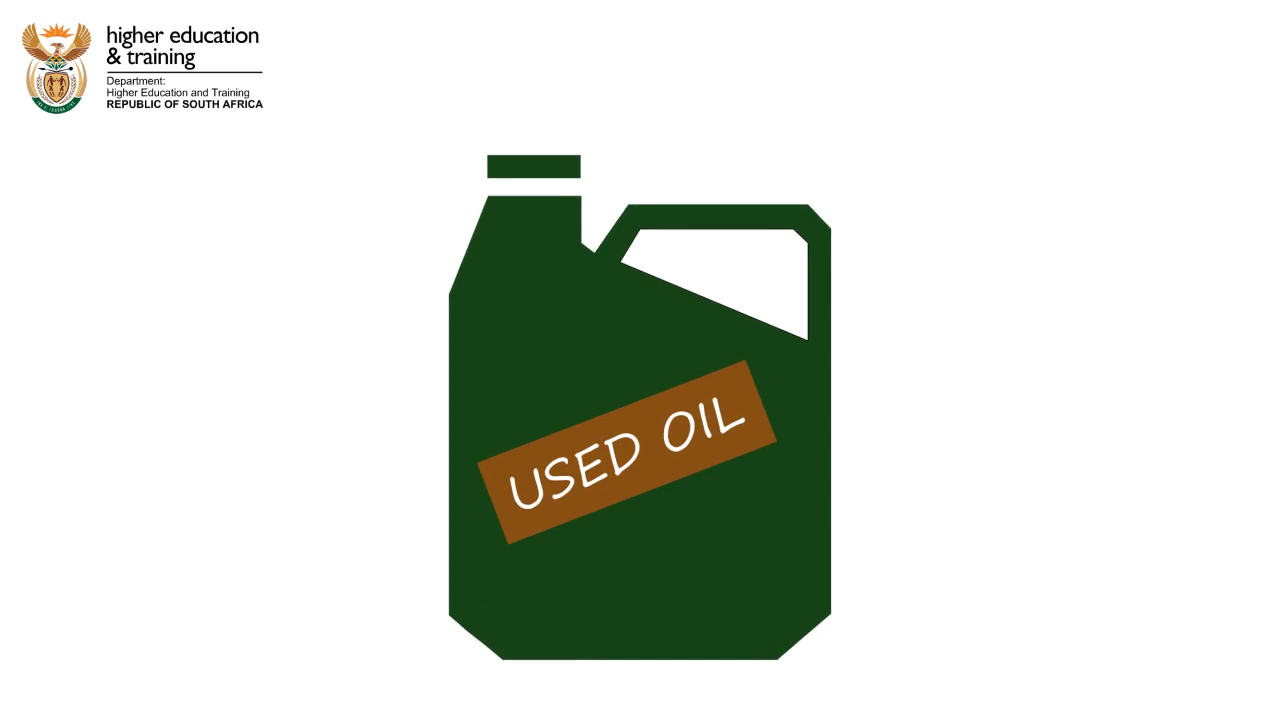 higher education
& training
Department:
Higher Education and Training
REPUBLIC OF SOUTH AFRICA
USED OIL